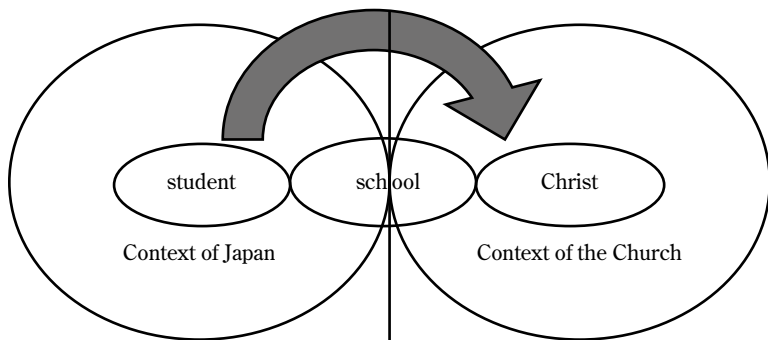 student
school
Christ
Context of Japan
Context of the Church